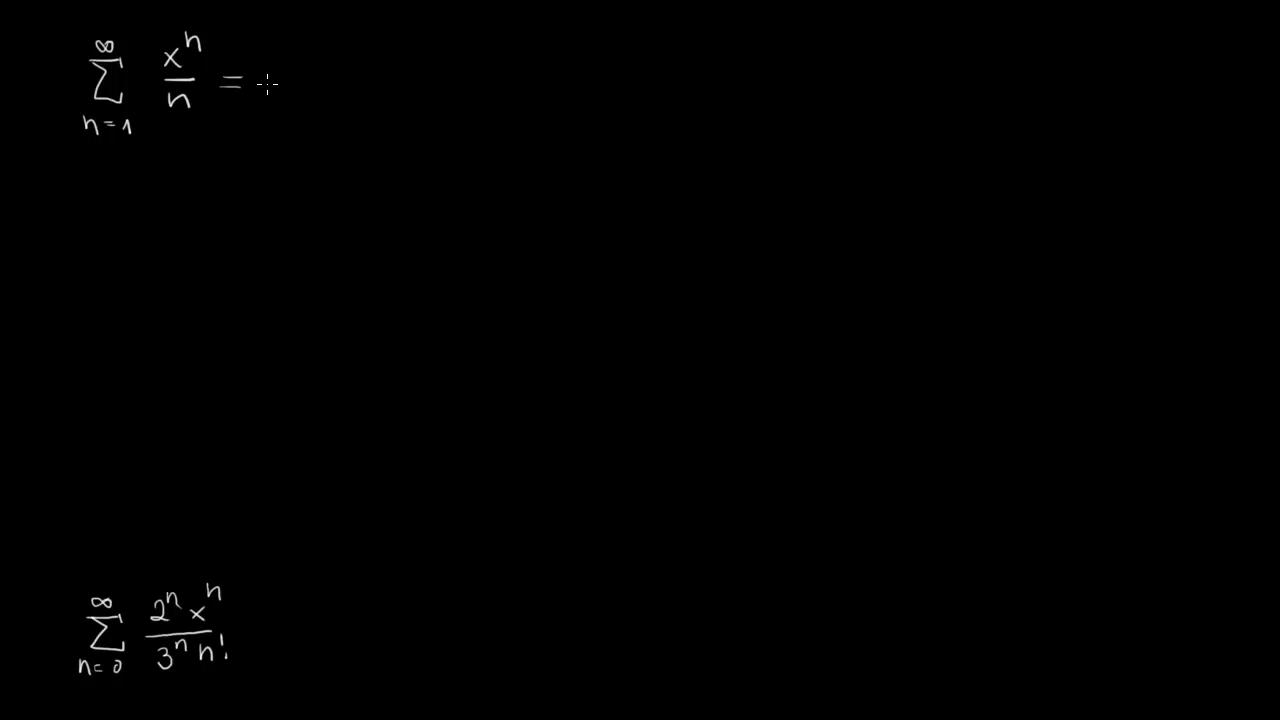 ∞
∑ xⁿ/n =
n=1
∞
∑ 2ⁿxⁿ/3ⁿn!
n=0